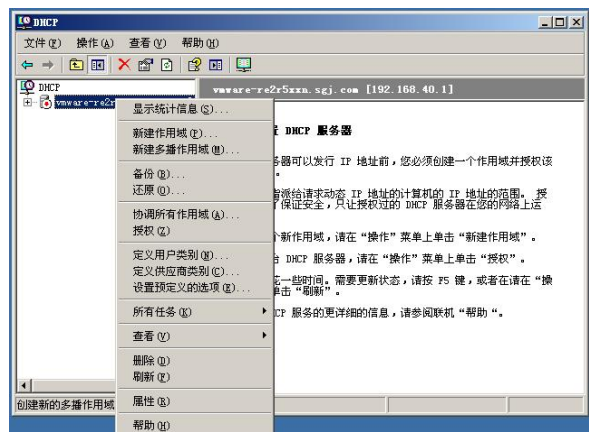 DHCP
文件(F) 操作(A) 查看(V) 帮助(H)
DHCP
vmware-re2r
vmware-re2r5xxn.sgj.com [192.168.40.1]
显示统计信息(S)...
新建作用域(P)...
新建多播作用域(M)...
备份(B)...
还原(O)...
协调所有作用域(A)...
授权(Z)
定义用户类别(N)...
定义供应商类别(C)...
设置预定义的选项(E)...
所有任务(K)
查看(V)
删除(D)
刷新(F)
属性(R)
帮助(H)
DHCP 服务器
务器可以发行 IP 地址前，您必须创建一个作用域并授权该
。
指派给请求动态 IP 地址的计算机的 IP 地址的范围。 授
了保证安全，只让授权过的 DHCP 服务器在您的网络上运
个新作用域，请在“操作”菜单上单击“新建作用域”。
台 DHCP 服务器，请在“操作”菜单上单击“授权”。
花一些时间。需要更新状态，请按 F5 键，或者在请在“操
单击“刷新”。
CP 服务的更详细的信息，请参阅联机“帮助“。
创建新的多播作用域